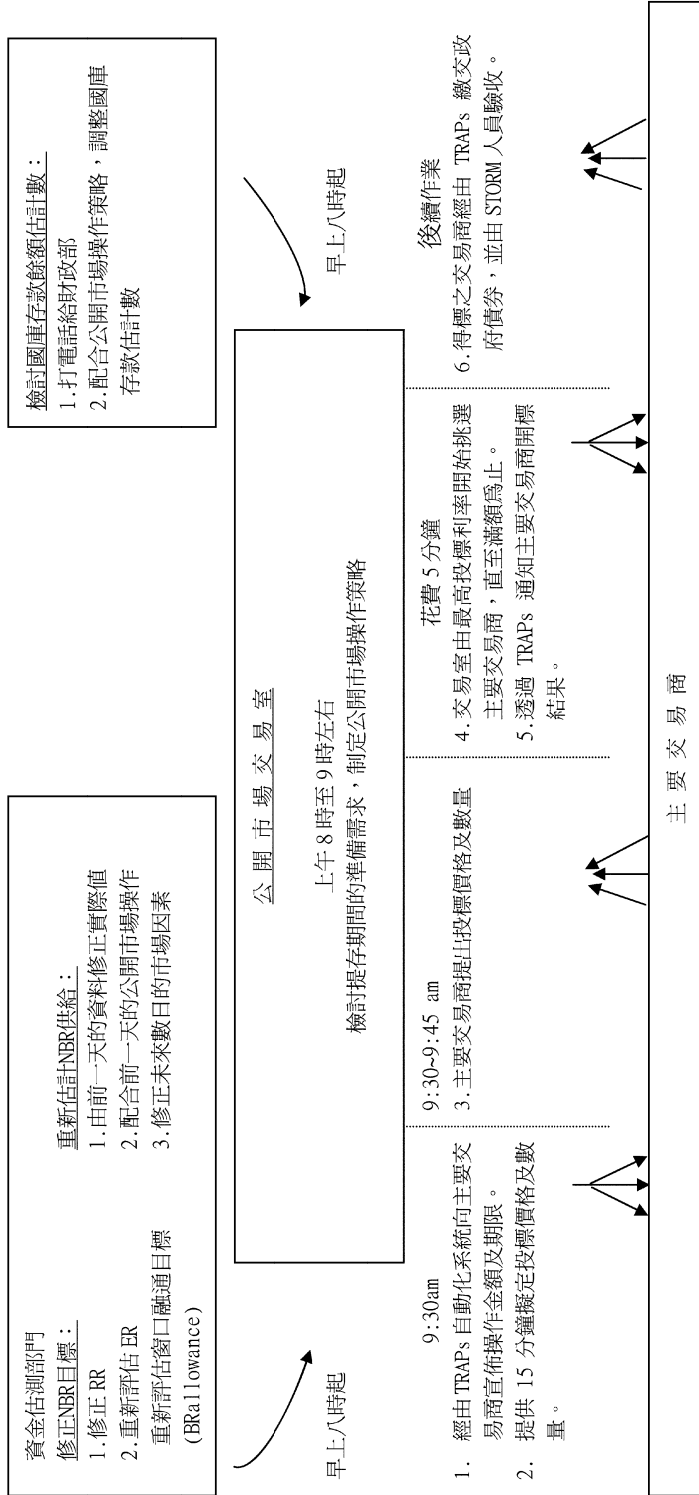 資金估測部門
修正NBR目標：
1.修正 RR
2.重新評估 ER
重新評估窗口融通目標
(BRallowance)
重新估計NBR供給：
1.由前一天的資料修正實際值
2.配合前一天的公開市場操作
3.修正未來數日的市場因素
檢討國庫存款餘額估計數：
1.打電話給財政部
2.配合公開市場操作策略，調整國庫
存款估計數
早上八時起
早上八時起
公 開 市 場 交 易 室
上午 8 時至 9 時左右
檢討提存期間的準備需求，制定公開市場操作策略
9:30am
1. 經由TRAPs 自動化系統向主要交
易商宣佈操作金額及期限。
2. 提供 15 分鐘擬定投標價格及數
量。
9:30~9:45 am
3.主要交易商提出投標價格及數量
花費 5 分鐘
4.交易室由最高投標利率開始挑選
主要交易商，直至滿額為止。
5.透過 TRAPs 通知主要交易商開標
結果。
後續作業
6.得標之交易商經由 TRAPs 繳交政
府債券，並由 STORM 人員驗收。
主 要 交 易 商